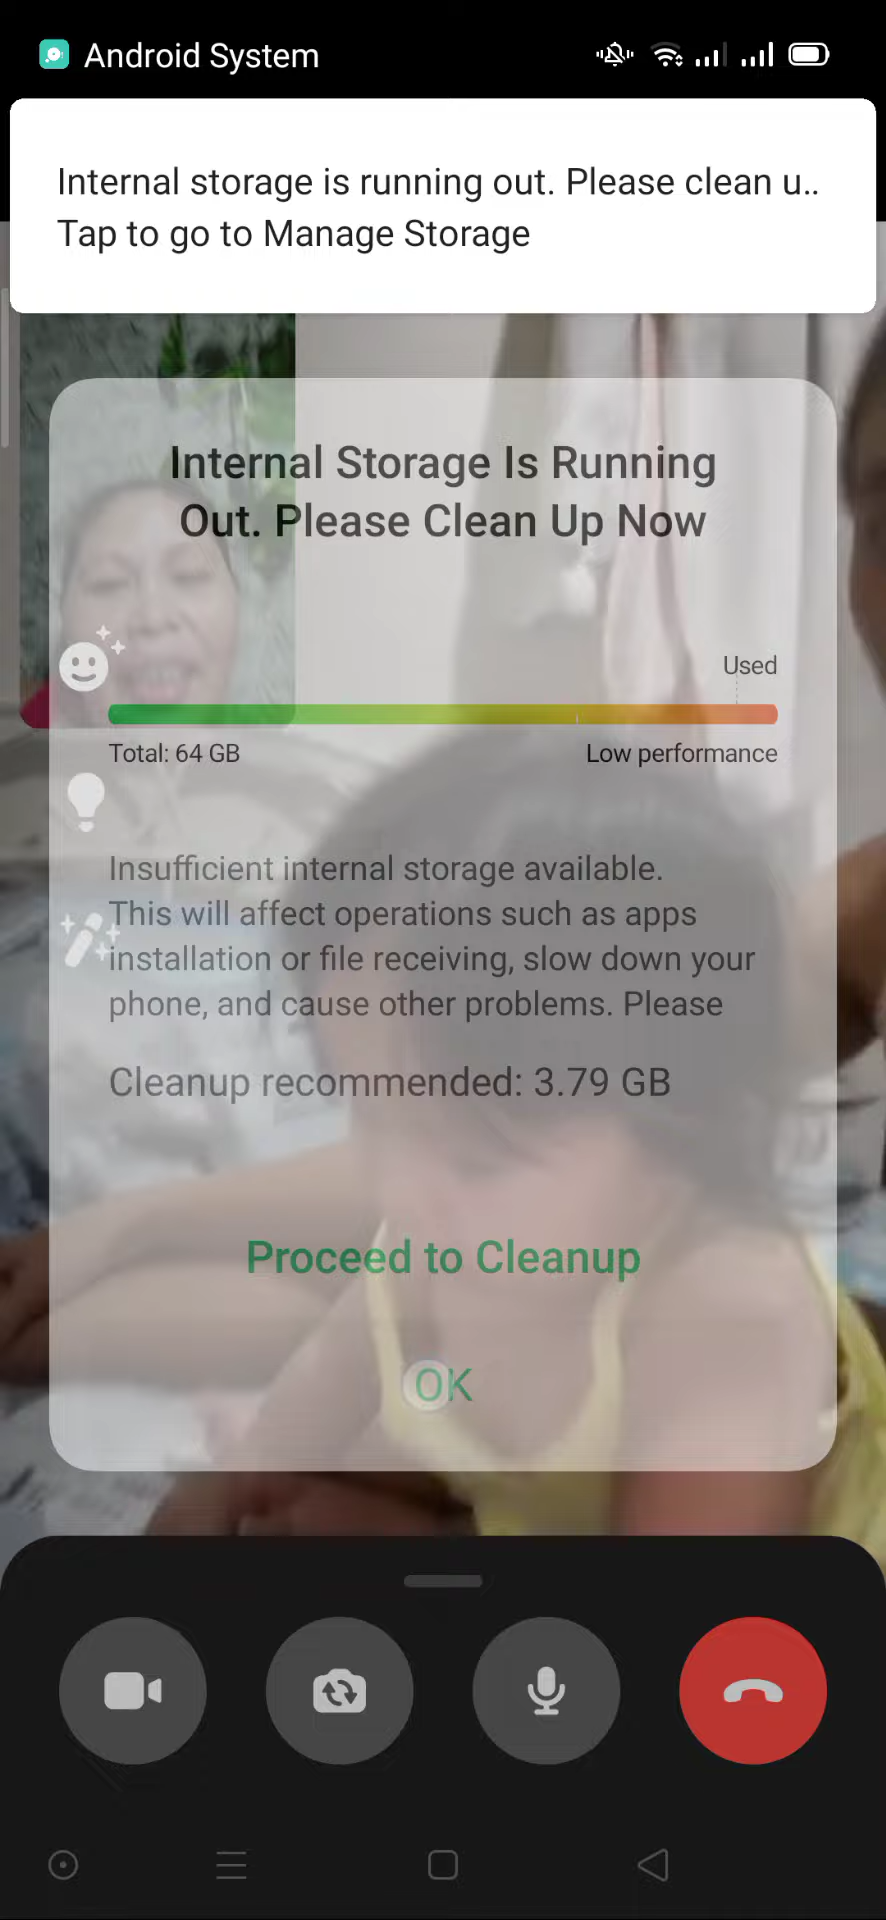 Android System
Internal storage is running out. Please clean u..
Tap to go to Manage Storage
Internal Storage Is Running
Out. Please Clean Up Now
Used
Total: 64 GB
Low performance
Insufficient internal storage available.
This will affect operations such as apps
installation or file receiving, slow down your
phone, and cause other problems. Please
Cleanup recommended: 3.79 GB
Proceed to Cleanup
OK